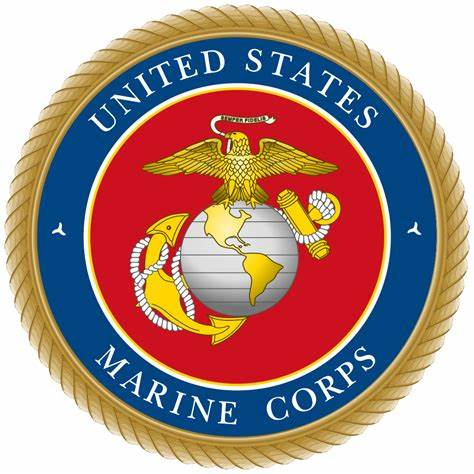 UNITED STATES
SEMPER FIDELIS
MARINE CORPS